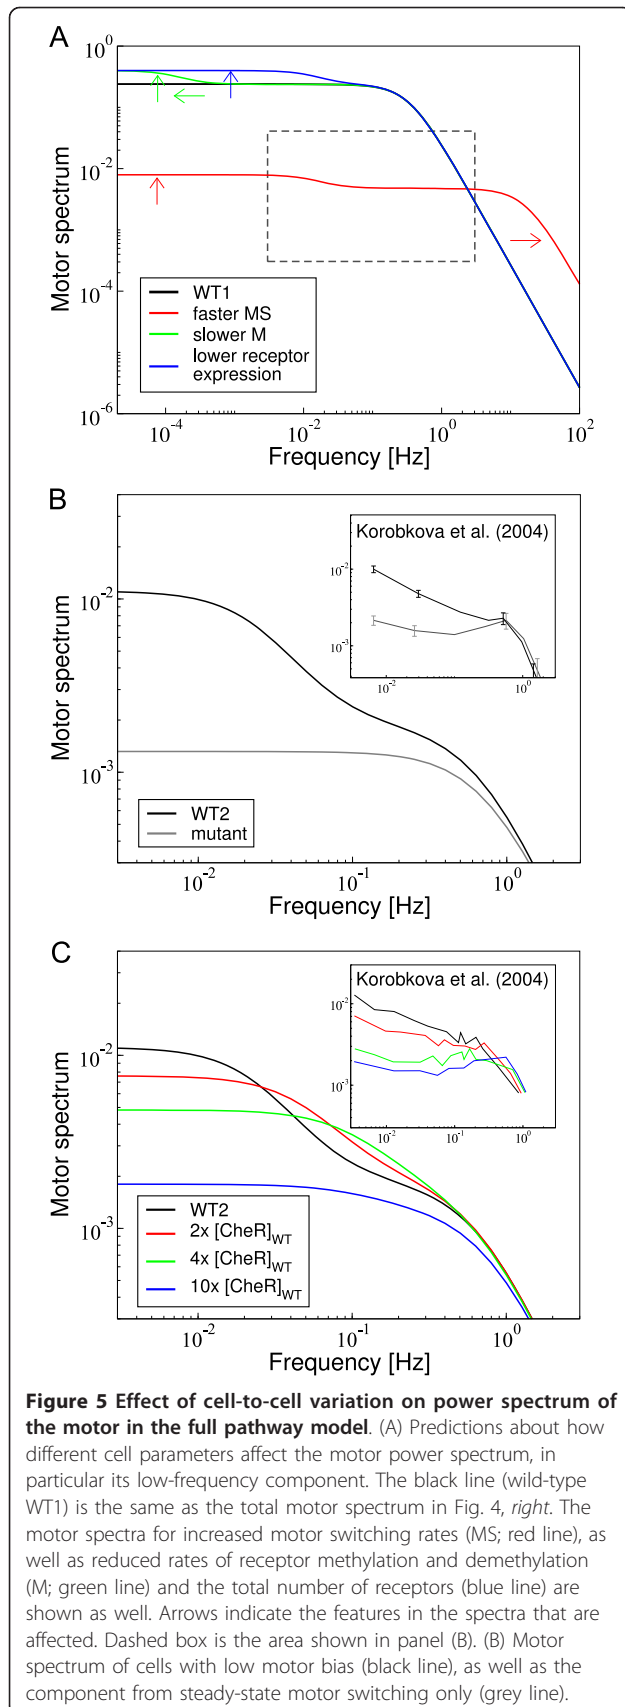 A
10^0
10^-2
10^-4
10^-6
Motor spectrum
WT1
faster MS
slower M
lower receptor
expression
10^-4
10^-2
10^0
10^2
Frequency [Hz]
B
Korobkova et al. (2004)
10^-2
10^-3
10^-2
10^0
10^-2
10^-3
Motor spectrum
WT2
mutant
10^-2
10^-1
10^0
Frequency [Hz]
C
Korobkova et al. (2004)
10^-2
10^-3
10^-2
10^-1
10^0
10^-2
10^-3
Motor spectrum
WT2
2x [CheR]WT
4x [CheR]WT
10x [CheR]WT
10^-2
10^-1
10^0
Frequency [Hz]
Figure 5 Effect of cell-to-cell variation on power spectrum of
the motor in the full pathway model. (A) Predictions about how
different cell parameters affect the motor power spectrum, in
particular its low-frequency component. The black line (wild-type
WT1) is the same as the total motor spectrum in Fig. 4, right. The
motor spectra for increased motor switching rates (MS; red line), as
well as reduced rates of receptor methylation and demethylation
(M; green line) and the total number of receptors (blue line) are
shown as well. Arrows indicate the features in the spectra that are
affected. Dashed box is the area shown in panel (B). (B) Motor
spectrum of cells with low motor bias (black line), as well as the
component from steady-state motor switching only (grey line).